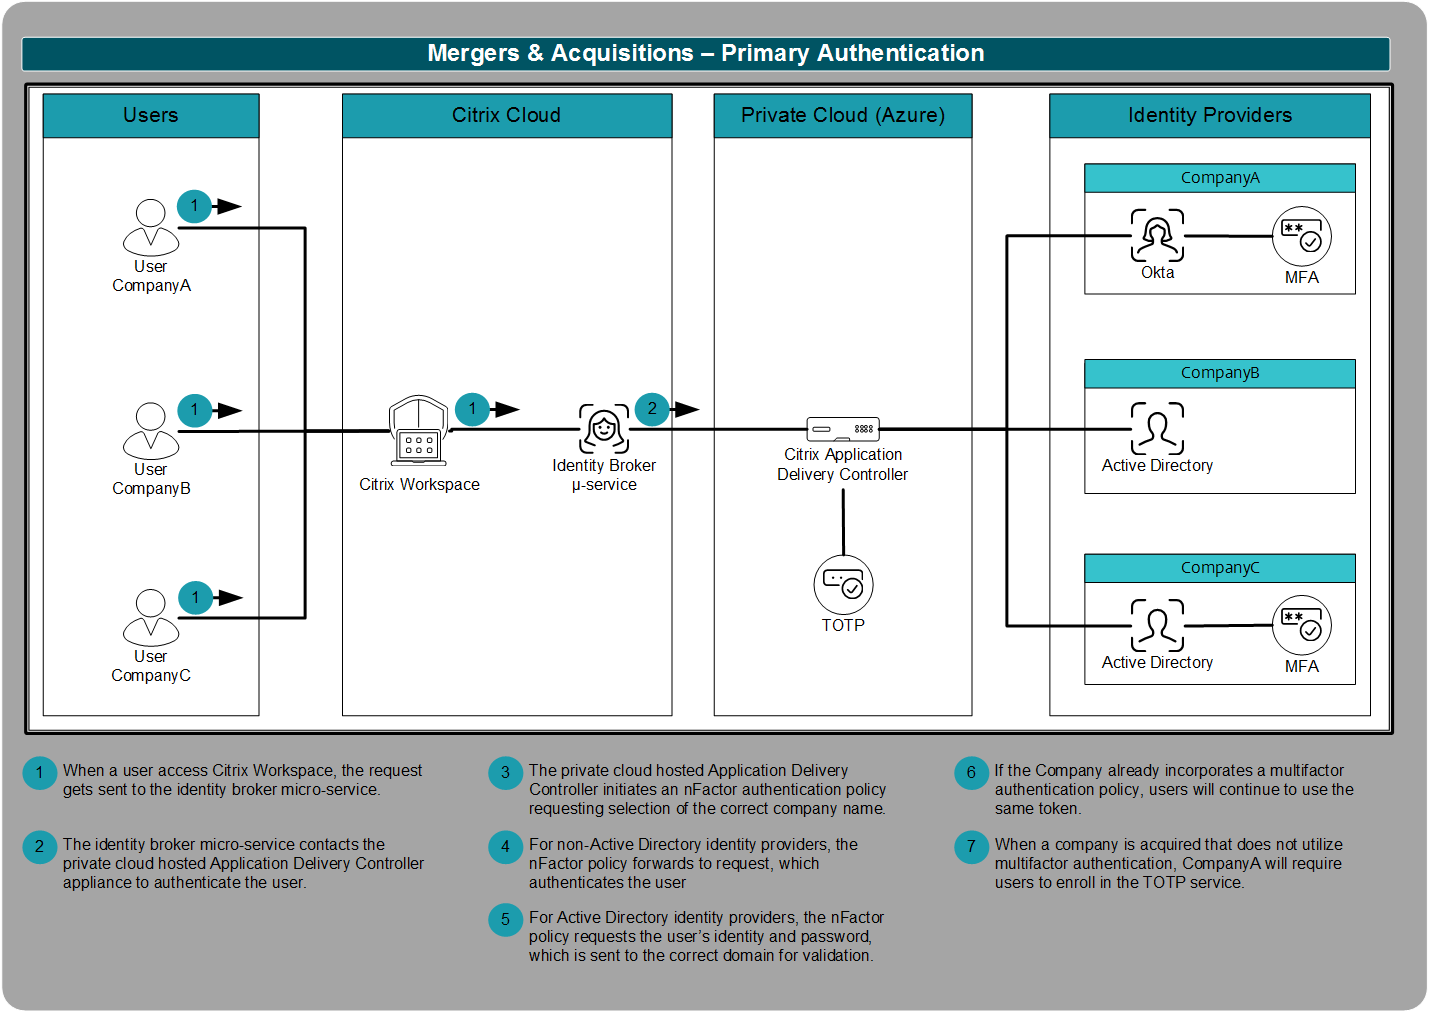 Mergers & Acquisitions – Primary Authentication
Users
Citrix Cloud
Private Cloud (Azure)
Identity Providers
1
User
CompanyA
1
User
CompanyB
1
User
CompanyC
1
Citrix Workspace
2
Identity Broker
µ-service
Citrix Application
Delivery Controller
TOTP
CompanyA
Okta
**
MFA
CompanyB
Active Directory
CompanyC
Active Directory
**
MFA
1
When a user access Citrix Workspace, the request
gets sent to the identity broker micro-service.
2
The identity broker micro-service contacts the
private cloud hosted Application Delivery Controller
appliance to authenticate the user.
3
The private cloud hosted Application Delivery
Controller initiates an nFactor authentication policy
requesting selection of the correct company name.
4
For non-Active Directory identity providers, the
nFactor policy forwards to request, which
authenticates the user
5
For Active Directory identity providers, the nFactor
policy requests the user’s identity and password,
which is sent to the correct domain for validation.
6
If the Company already incorporates a multifactor
authentication policy, users will continue to use the
same token.
7
When a company is acquired that does not utilize
multifactor authentication, CompanyA will require
users to enroll in the TOTP service.